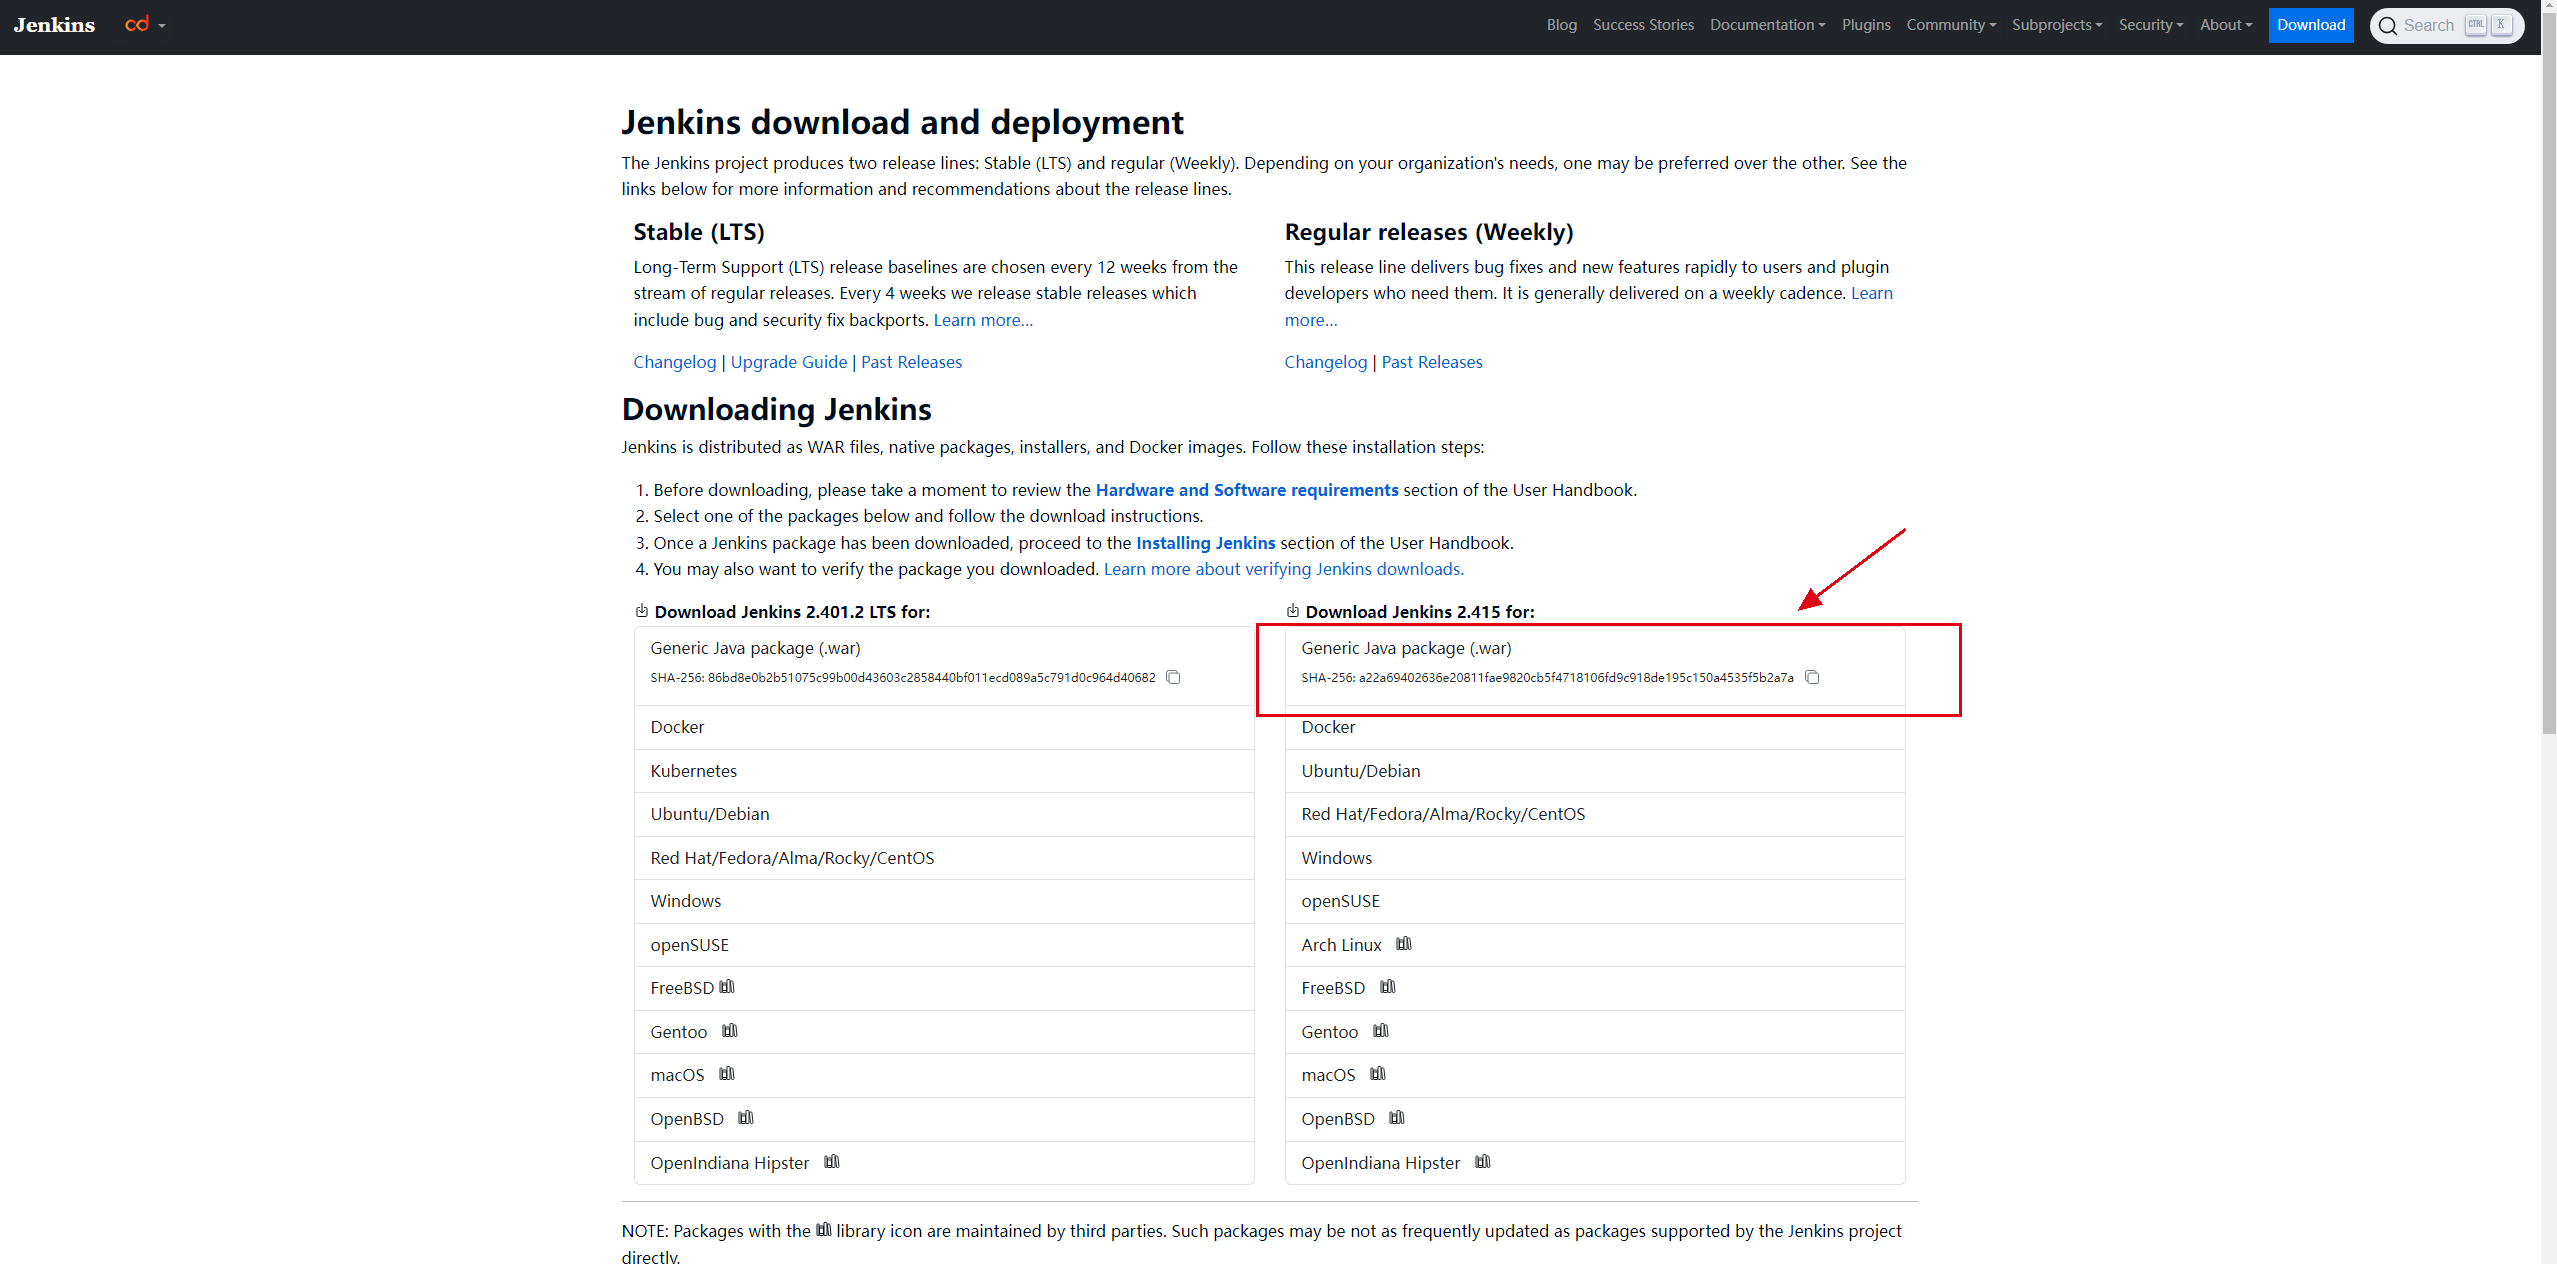 Jenkins
cd
Blog Success Stories Documentation Plugins Community Subprojects Security About Download Search CTRL K
Jenkins download and deployment
The Jenkins project produces two release lines: Stable (LTS) and regular (Weekly). Depending on your organization's needs, one may be preferred over the other. See the
links below for more information and recommendations about the release lines.
Stable (LTS)
Long-Term Support (LTS) release baselines are chosen every 12 weeks from the
stream of regular releases. Every 4 weeks we release stable releases which
include bug and security fix backports. Learn more...
Changelog | Upgrade Guide | Past Releases
Regular releases (Weekly)
This release line delivers bug fixes and new features rapidly to users and plugin
developers who need them. It is generally delivered on a weekly cadence. Learn
more...
Changelog | Past Releases
Downloading Jenkins
Jenkins is distributed as WAR files, native packages, installers, and Docker images. Follow these installation steps:
1. Before downloading, please take a moment to review the Hardware and Software requirements section of the User Handbook.
2. Select one of the packages below and follow the download instructions.
3. Once a Jenkins package has been downloaded, proceed to the Installing Jenkins section of the User Handbook.
4. You may also want to verify the package you downloaded. Learn more about verifying Jenkins downloads.
Download Jenkins 2.401.2 LTS for:
Generic Java package (.war)
SHA-256: 86bd8e0b2b51075c99b00d43603c2858440bf011ecd089a5c791d0c964d40682
Docker
Kubernetes
Ubuntu/Debian
Red Hat/Fedora/Alma/Rocky/CentOS
Windows
openSUSE
FreeBSD
Gentoo
macOS
OpenBSD
OpenIndiana Hipster
Download Jenkins 2.415 for:
Generic Java package (.war)
SHA-256: a22a69402636e20811fae9820cb5f4718106fd9c918de195c150a4535f5b2a7a
Docker
Ubuntu/Debian
Red Hat/Fedora/Alma/Rocky/CentOS
Windows
openSUSE
Arch Linux
FreeBSD
Gentoo
macOS
OpenBSD
OpenIndiana Hipster
NOTE: Packages with the library icon are maintained by third parties. Such packages may be not as frequently updated as packages supported by the Jenkins project
directly.